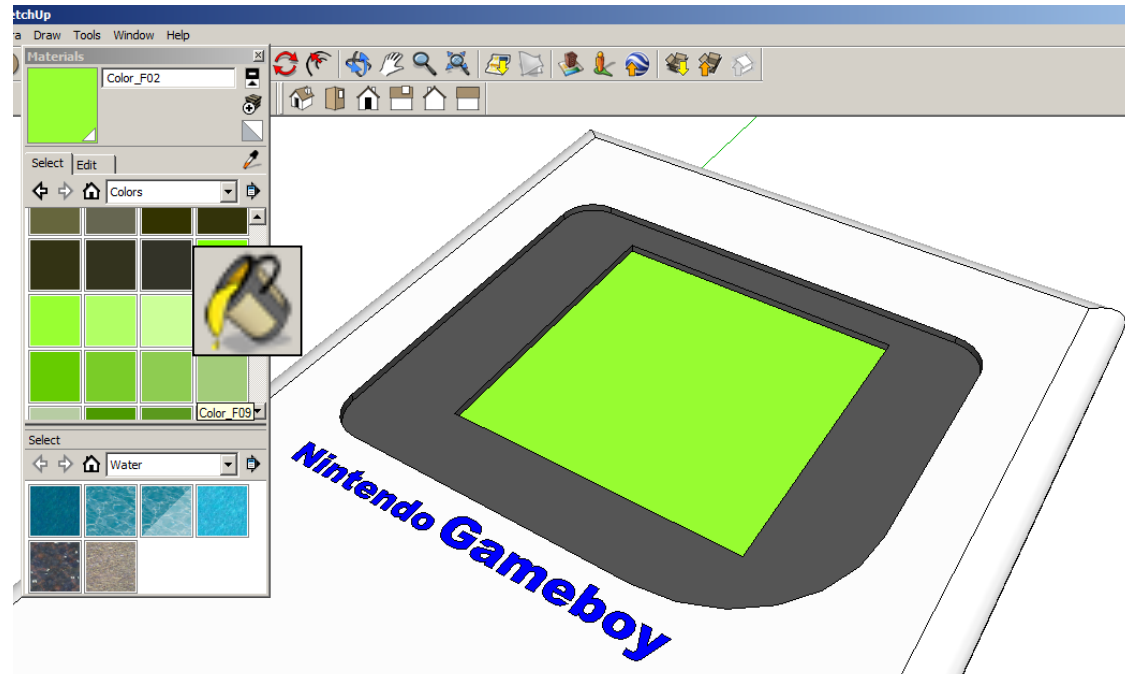 etchUp
a Draw Tools Window Help
Materials
Color_F02
Select Edit
Colors
Color_F09
Select
Water
Nintendo Gameboy